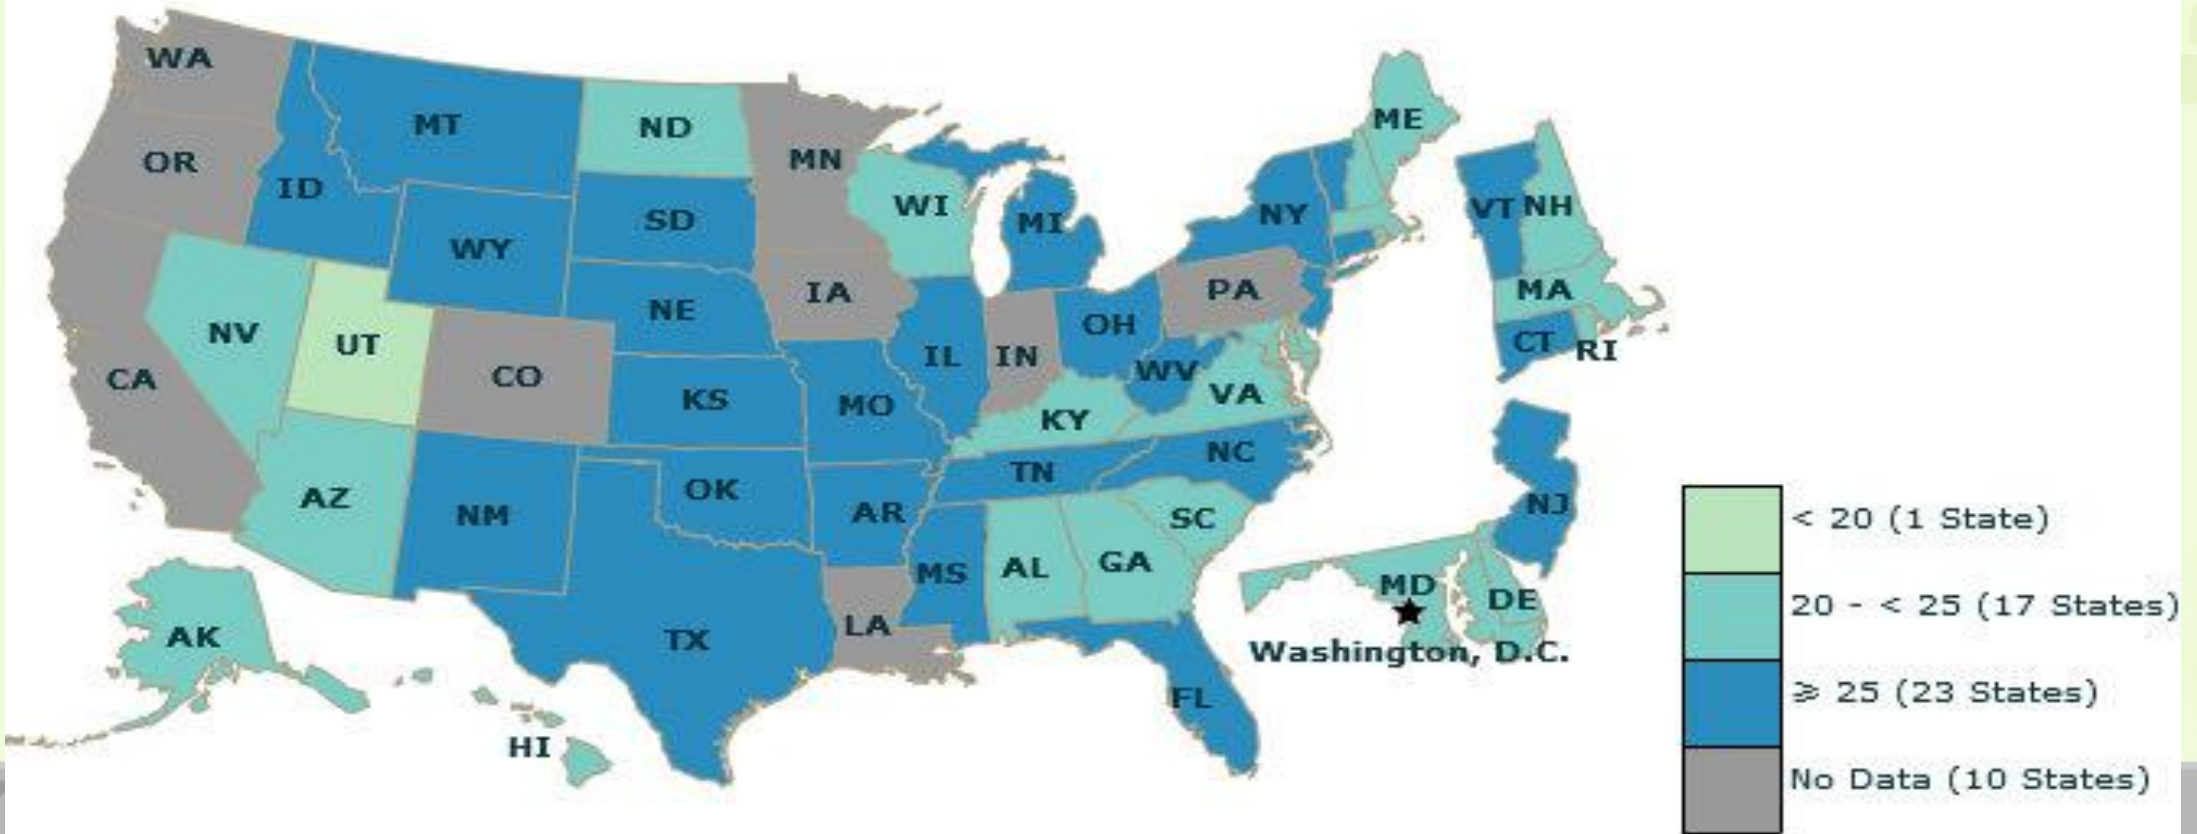 WA
MT
ND
MN
ME
OR
ID
SD
WI
MI
NY
VT
NH
WY
NE
IA
PA
MA
NV
UT
CO
KS
MO
IL
IN
OH
WV
VA
CT
RI
CA
KY
AZ
NM
OK
AR
TN
NC
NJ
SC
MS
AL
GA
AK
TX
LA
FL
HI
MD
DE
Washington, D.C.
< 20 (1 State)
20 - < 25 (17 States)
⩾ 25 (23 States)
No Data (10 States)